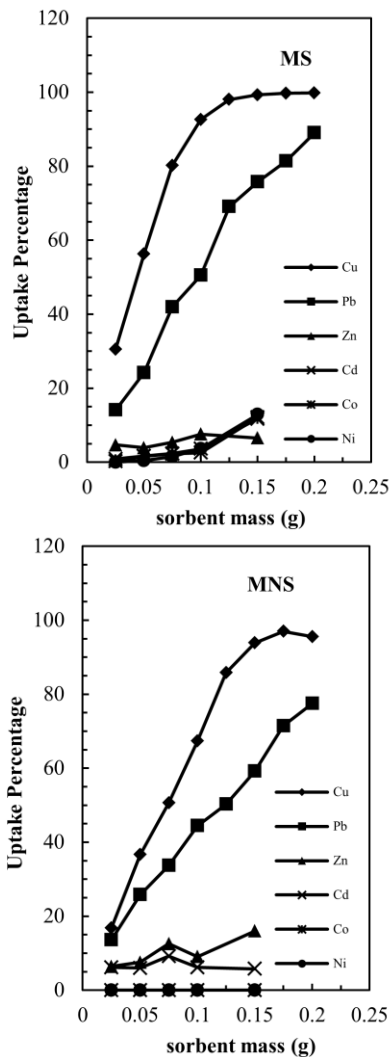 120
MS
100
80
60
40
20
0
Uptake Percentage
Cu
Pb
Zn
Cd
Co
Ni
0 0.05 0.1 0.15 0.2 0.25
sorbent mass (g)
120
MNS
100
80
60
40
20
0
Uptake Percentage
Cu
Pb
Zn
Cd
Co
Ni
0 0.05 0.1 0.15 0.2 0.25
sorbent mass (g)